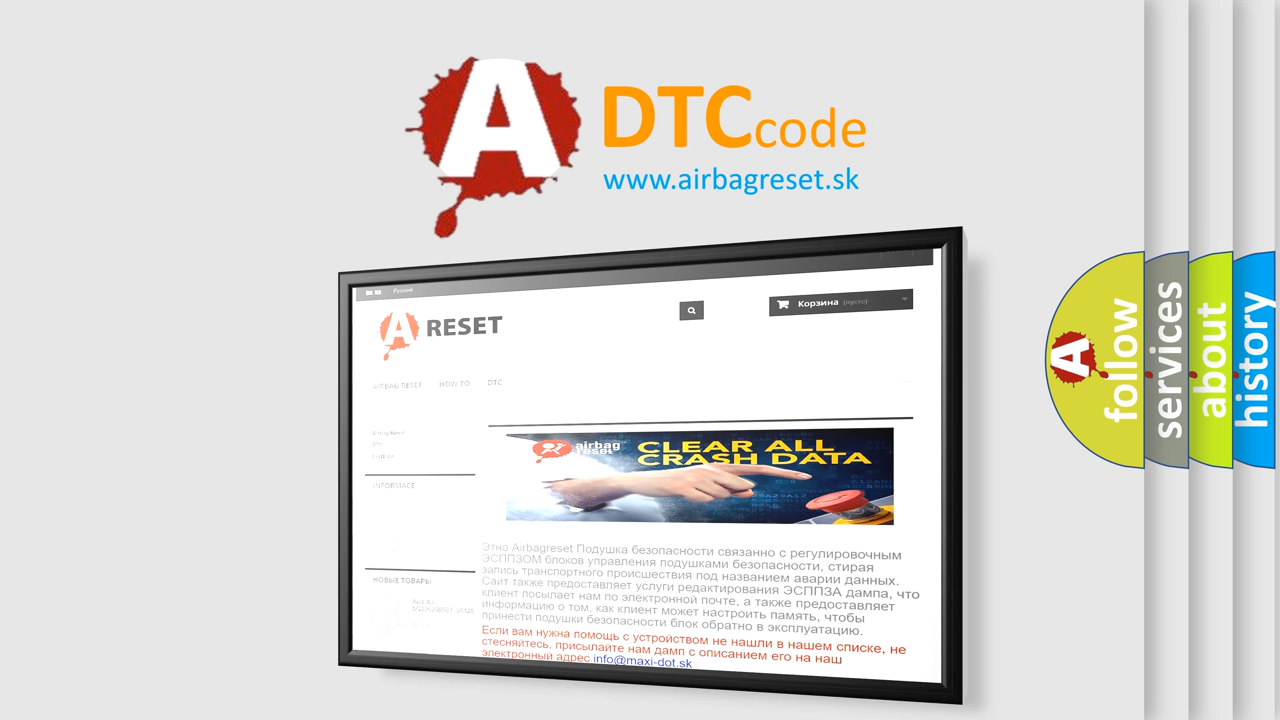 A DTCcode
www.airbagreset.sk
Русский
A RESET
Корзина (пусто)
AIRBAG RESET HOW TO DTC
INFORMACE
airbag
reset
CLEAR ALL
CRASH DATA
Этно Airbagreset Подушка безопасности связанно с регулировочным
ЭСППЗОМ блоков управления подушками безопасности, стирая
запись транспортного происшествия под названием аварии данных.
Сайт также предоставляет услуги редактирования ЭСППЗА дампа, что
клиент посылает нам по электронной почте, а также предоставляет
информацию о том, как клиент может настроить память, чтобы
принести подушки безопасности блок обратно в эксплуатацию.
Если вам нужна помощь с устройством не нашли в нашем списке, не
стесняйтесь, присылайте нам дамп с описанием его на наш
электронный адрес info@maxi-dot.sk
НОВЫЕ ТОВАРЫ
A follow
services
about
history